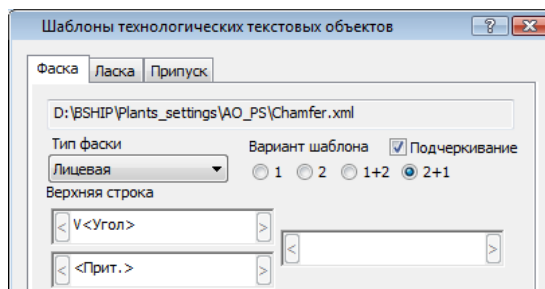 Шаблоны технологических текстовых объектов
Фаска Ласка Припуск
D:\BSHIP\Plants_settings\AO_PS\Chamfer.xml
Тип фаски Вариант шаблона Подчеркивание
Лицевая 1 2 1+2 2+1
Верхняя строка
< V<Угол> >
< >
< <Прит.> >